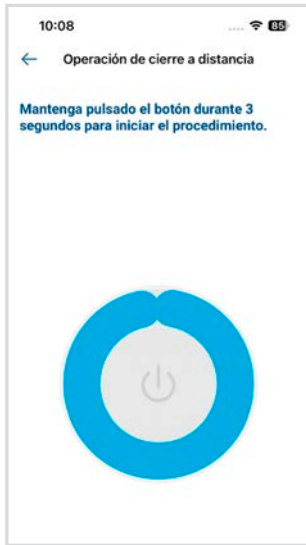 10:08
85
Operación de cierre a distancia
Mantenga pulsado el botón durante 3
segundos para iniciar el procedimiento.